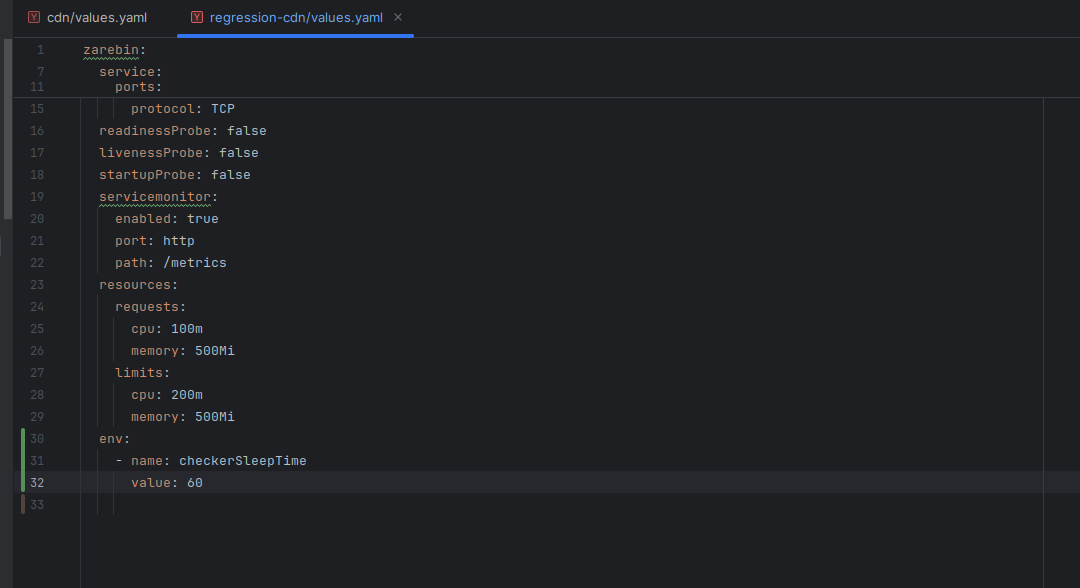 cdn/values.yaml
regression-cdn/values.yaml
1 zarebin:
7 service:
11 ports:
15 protocol: TCP
16 readinessProbe: false
17 livenessProbe: false
18 startupProbe: false
19 servicemonitor:
20 enabled: true
21 port: http
22 path: /metrics
23 resources:
24 requests:
25 cpu: 100m
26 memory: 500Mi
27 limits:
28 cpu: 200m
29 memory: 500Mi
30 env:
31 - name: checkerSleepTime
32 value: 60
33